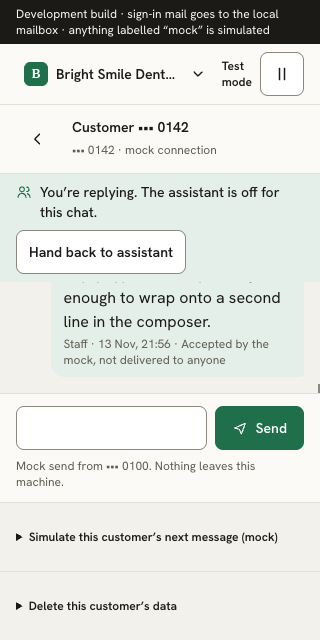 Development build · sign-in mail goes to the local
mailbox · anything labelled “mock” is simulated
B Bright Smile Dent... Test
mode
Customer ▪▪▪ 0142
▪▪▪ 0142 · mock connection
You’re replying. The assistant is off for
this chat.
Hand back to assistant
enough to wrap onto a second
line in the composer.
Staff · 13 Nov, 21:56 · Accepted by the
mock, not delivered to anyone
Send
Mock send from ▪▪▪ 0100. Nothing leaves this
machine.
Simulate this customer’s next message (mock)
Delete this customer’s data